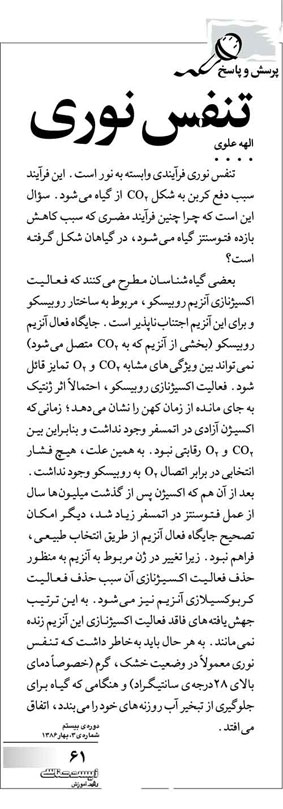 پرسش و پاسخ
تنفس نوری
الهه علوی
تنفس نوری فرآیندی وابسته به نور است. این فرآیند
سبب دفع کربن به شکل CO۲ از گیاه می‌شود. سؤال
این است که چرا چنین فرآیند مضری که سبب کاهش
بازده فتوسنتز گیاه می‌شود، در گیاهان شکل گرفته
است؟
بعضی گیاه‌شناسان مطرح می‌کنند که فعالیت
اکسیژنازی آنزیم روبیسکو، مربوط به ساختار روبیسکو
و برای این آنزیم اجتناب‌ناپذیر است. جایگاه فعال آنزیم
روبیسکو (بخشی از آنزیم که به CO۲ متصل می‌شود)
نمی‌تواند بین ویژگی‌های مشابه CO۲ و O۲ تمایز قائل
شود. فعالیت اکسیژنازی روبیسکو، احتمالاً اثر ژنتیک
به جای مانده از زمان کهن را نشان می‌دهد؛ زمانی که
اکسیژن آزادی در اتمسفر وجود نداشت و بنابراین بین
CO۲ و O۲ رقابتی نبود. به همین علت، هیچ فشار
انتخابی در برابر اتصال O۲ به روبیسکو وجود نداشت.
بعد از آن هم که اکسیژن پس از گذشت میلیون‌ها سال
از عمل فتوسنتز در اتمسفر زیاد شد، دیگر امکان
تصحیح جایگاه فعال آنزیم از طریق انتخاب طبیعی،
فراهم نبود. زیرا تغییر در ژن مربوط به آنزیم به منظور
حذف فعالیت اکسیژنازی آن سبب حذف فعالیت
کربوکسیلازی آنزیم نیز می‌شود. به این ترتیب
جهش یافته‌های فاقد فعالیت اکسیژنازی این آنزیم زنده
نمی‌مانند. به هر حال باید به‌خاطر داشت که تنفس
نوری معمولاً در وضعیت خشک، گرم (خصوصاً دمای
بالای ۲۸ درجه‌ی سانتیگراد) و هنگامی که گیاه برای
جلوگیری از تبخیر آب روزنه‌های خود را می‌بندد، اتفاق
می‌افتد.
دوره‌ی بیستم
شماره‌ی ۳، بهار ۱۳۸۶
۶۱
رشد آموزش
زیست‌شناسی